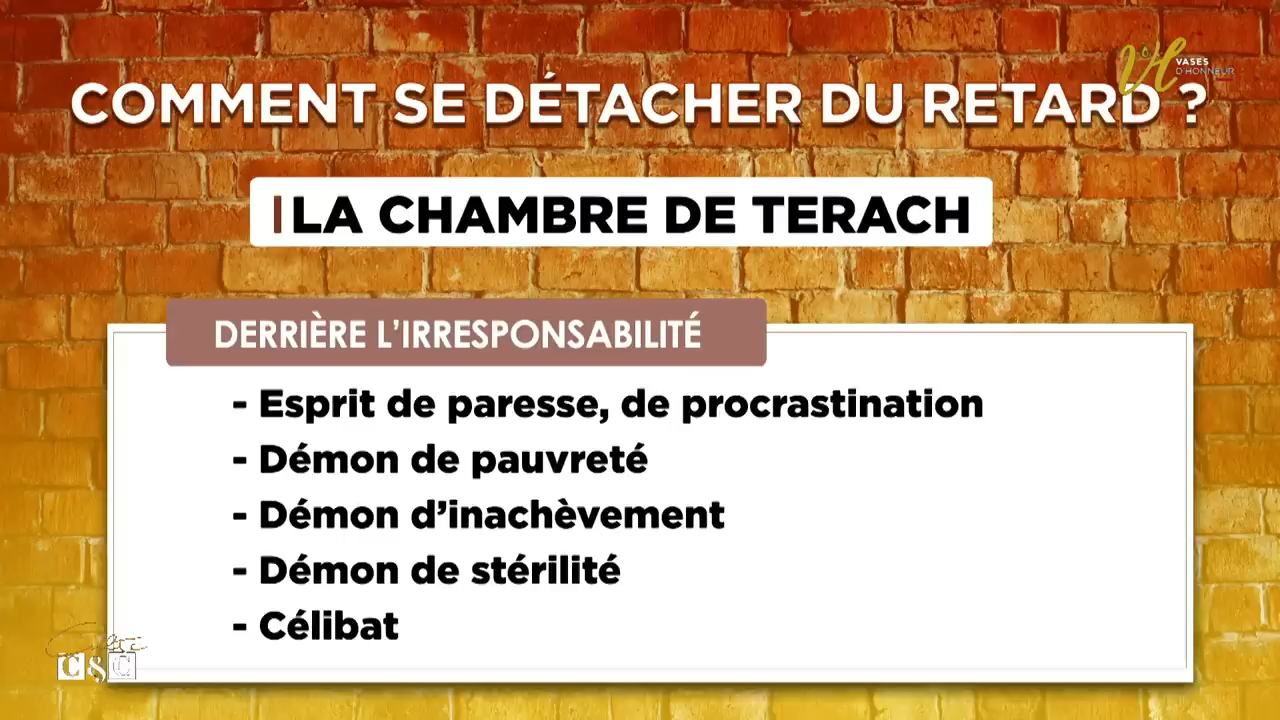 VH VASES
D'HONNEUR
COMMENT SE DÉTACHER DU RETARD ?
LA CHAMBRE DE TERACH
DERRIÈRE L'IRRESPONSABILITÉ
- Esprit de paresse, de procrastination
- Démon de pauvreté
- Démon d'inachèvement
- Démon de stérilité
- Célibat
C&C